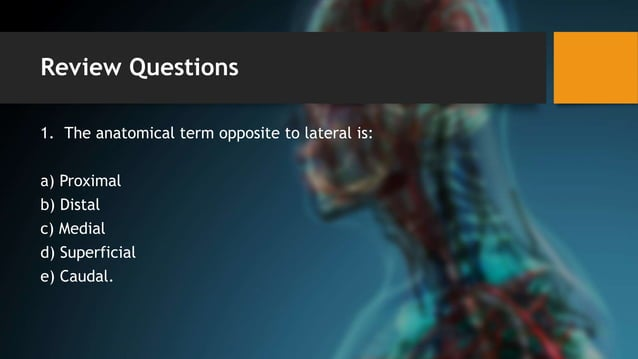 Review Questions
1. The anatomical term opposite to lateral is:
a) Proximal
b) Distal
c) Medial
d) Superficial
e) Caudal.